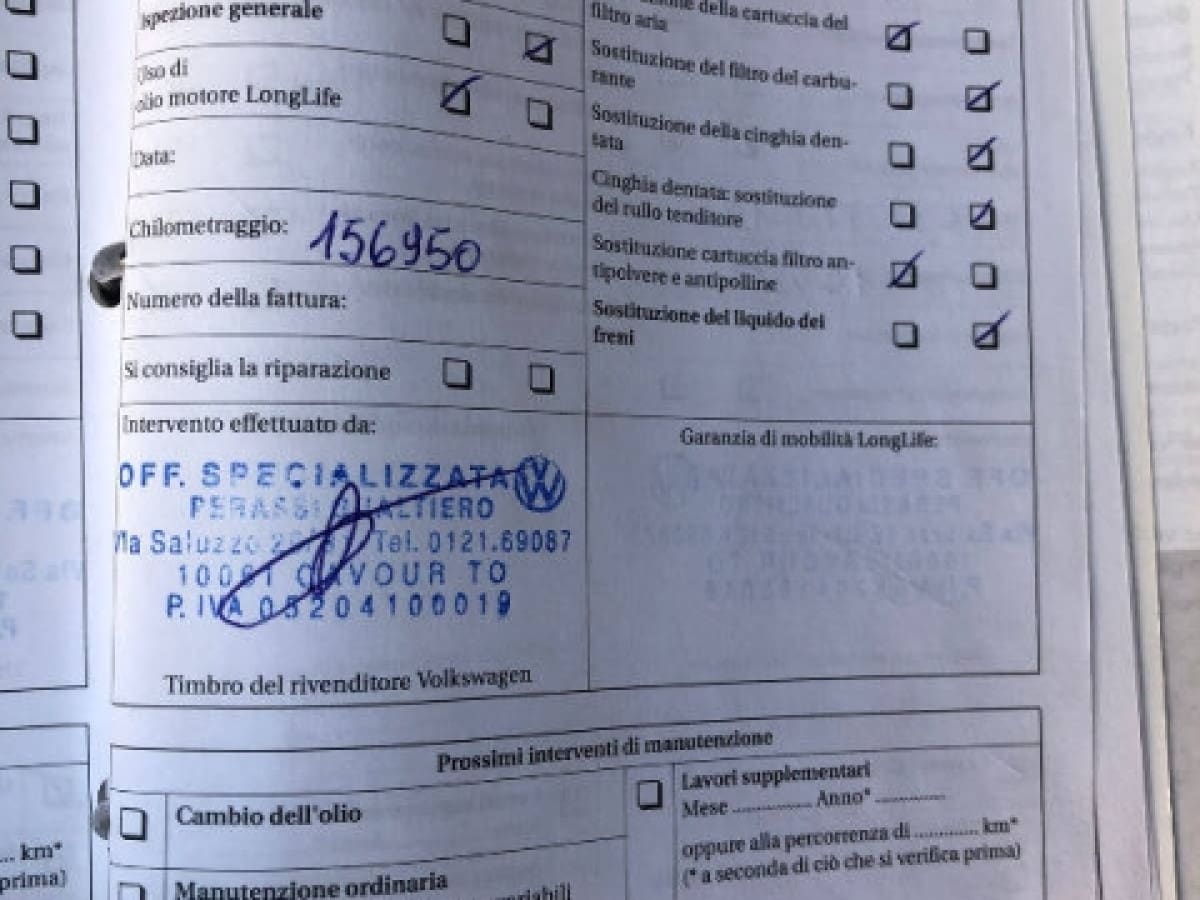 Ispezione generale
Uso di
olio motore LongLife
Data:
Chilometraggio: 156950
Numero della fattura:
Si consiglia la riparazione
Intervento effettuato da:
OFF. SPECIALIZZATA
PERASSI GUALTIERO
Via Saluzzo Tel. 0121.69087
10061 CAVOUR TO
P. IVA 05204100019
Timbro del rivenditore Volkswagen
della cartuccia del
filtro aria
Sostituzione del filtro del carbu-
rante
Sostituzione della cinghia den-
tata
Cinghia dentata: sostituzione
del rullo tenditore
Sostituzione cartuccia filtro an-
tipolvere e antipolline
Sostituzione del liquido dei
freni
Garanzia di mobilità LongLife:
Prossimi interventi di manutenzione
Cambio dell'olio
Manutenzione ordinaria
Lavori supplementari
Mese ............ Anno* ............
oppure alla percorrenza di ............ km*
(* a seconda di ciò che si verifica prima)
... km*
prima)